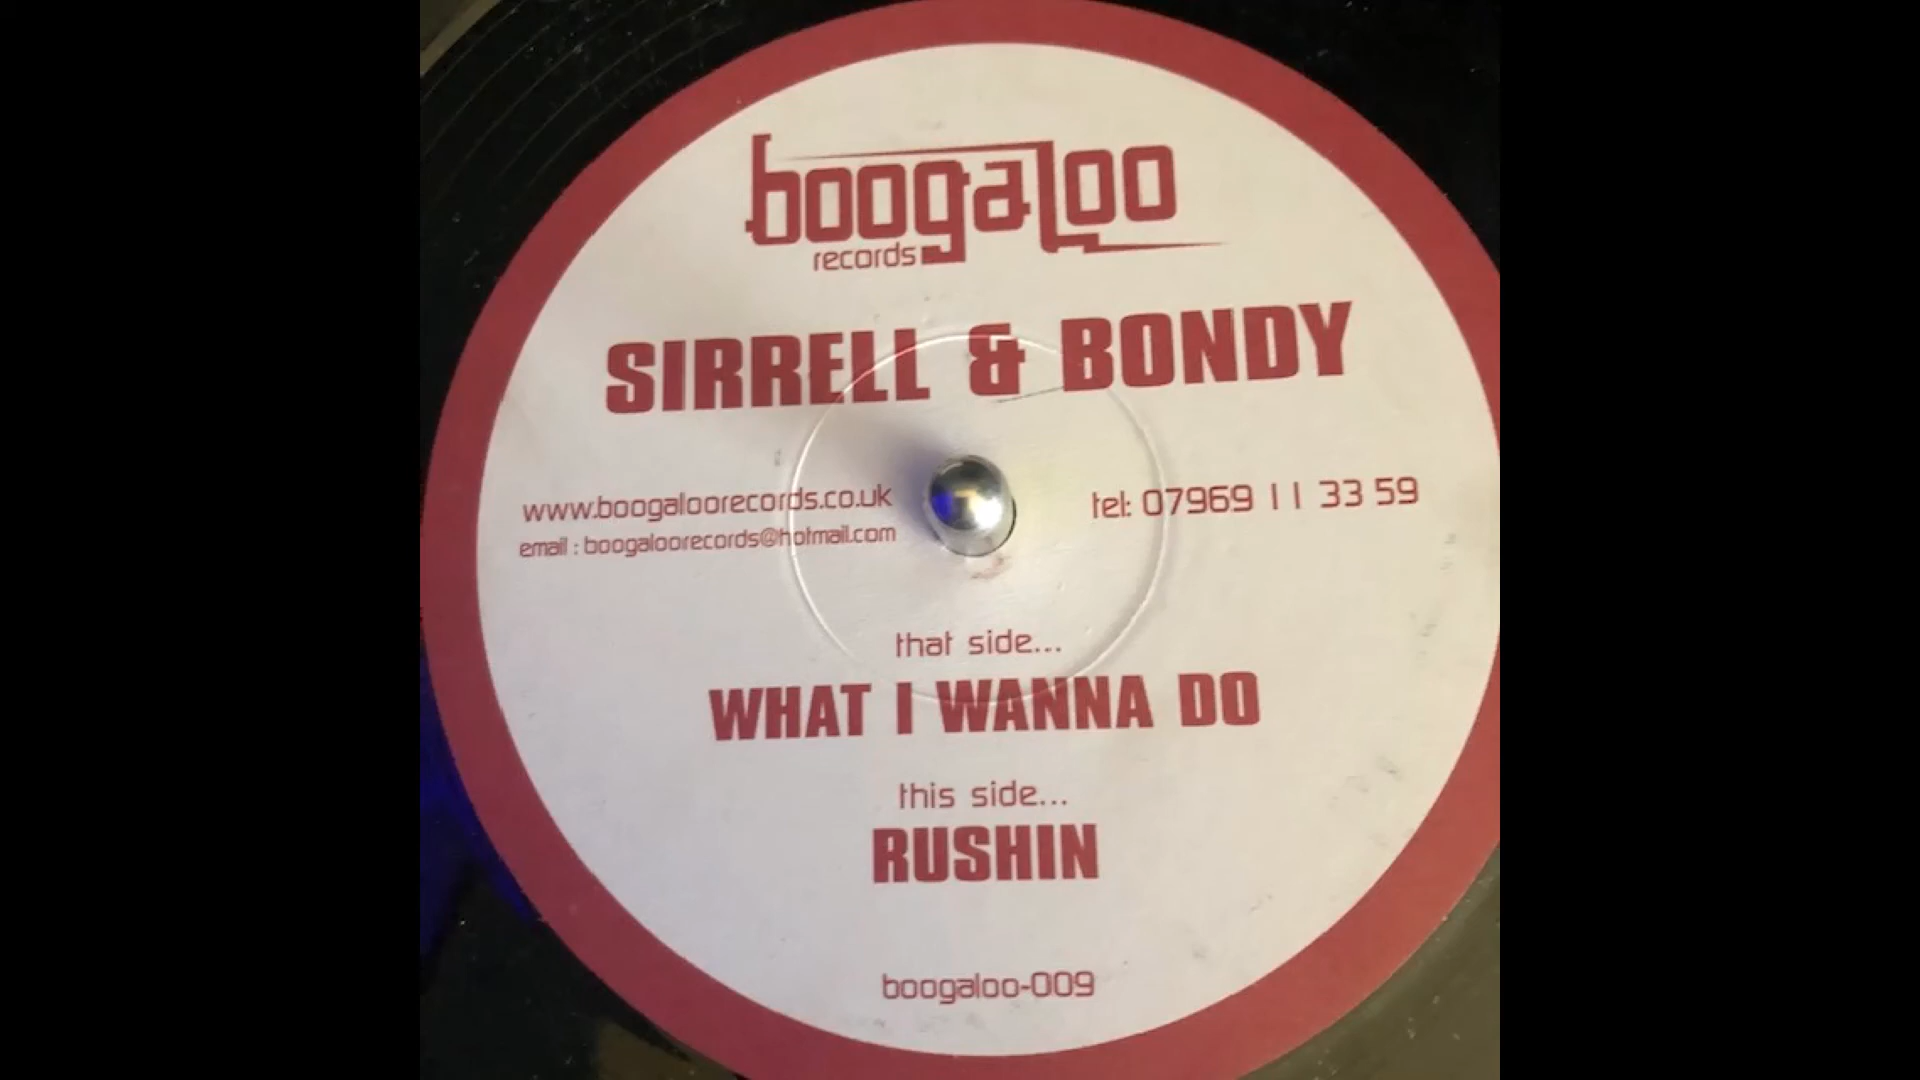 boogaloo
records
SIRRELL & BONDY
www.boogaloorecords.co.uk
tel: 07969 11 33 59
email : boogaloorecords@hotmail.com
that side...
WHAT I WANNA DO
this side...
RUSHIN
boogaloo-009